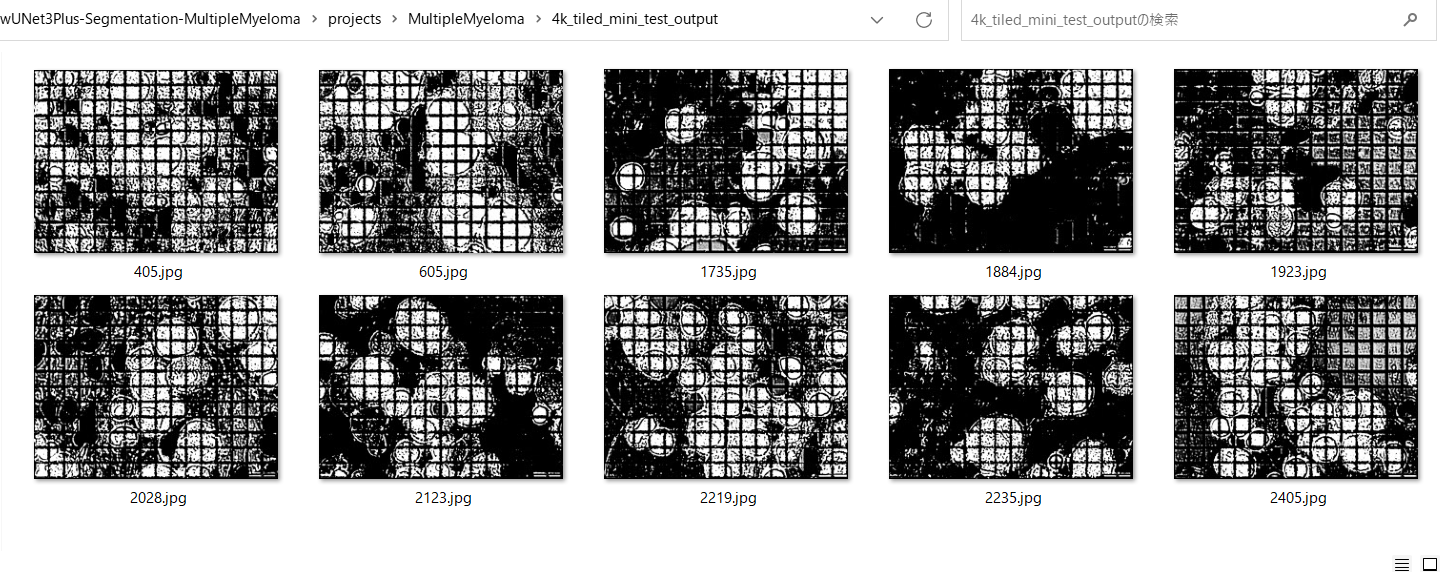 wUNet3Plus-Segmentation-MultipleMyeloma > projects > MultipleMyeloma > 4k_tiled_mini_test_output
4k_tiled_mini_test_outputの検索
405.jpg 605.jpg 1735.jpg 1884.jpg 1923.jpg
2028.jpg 2123.jpg 2219.jpg 2235.jpg 2405.jpg